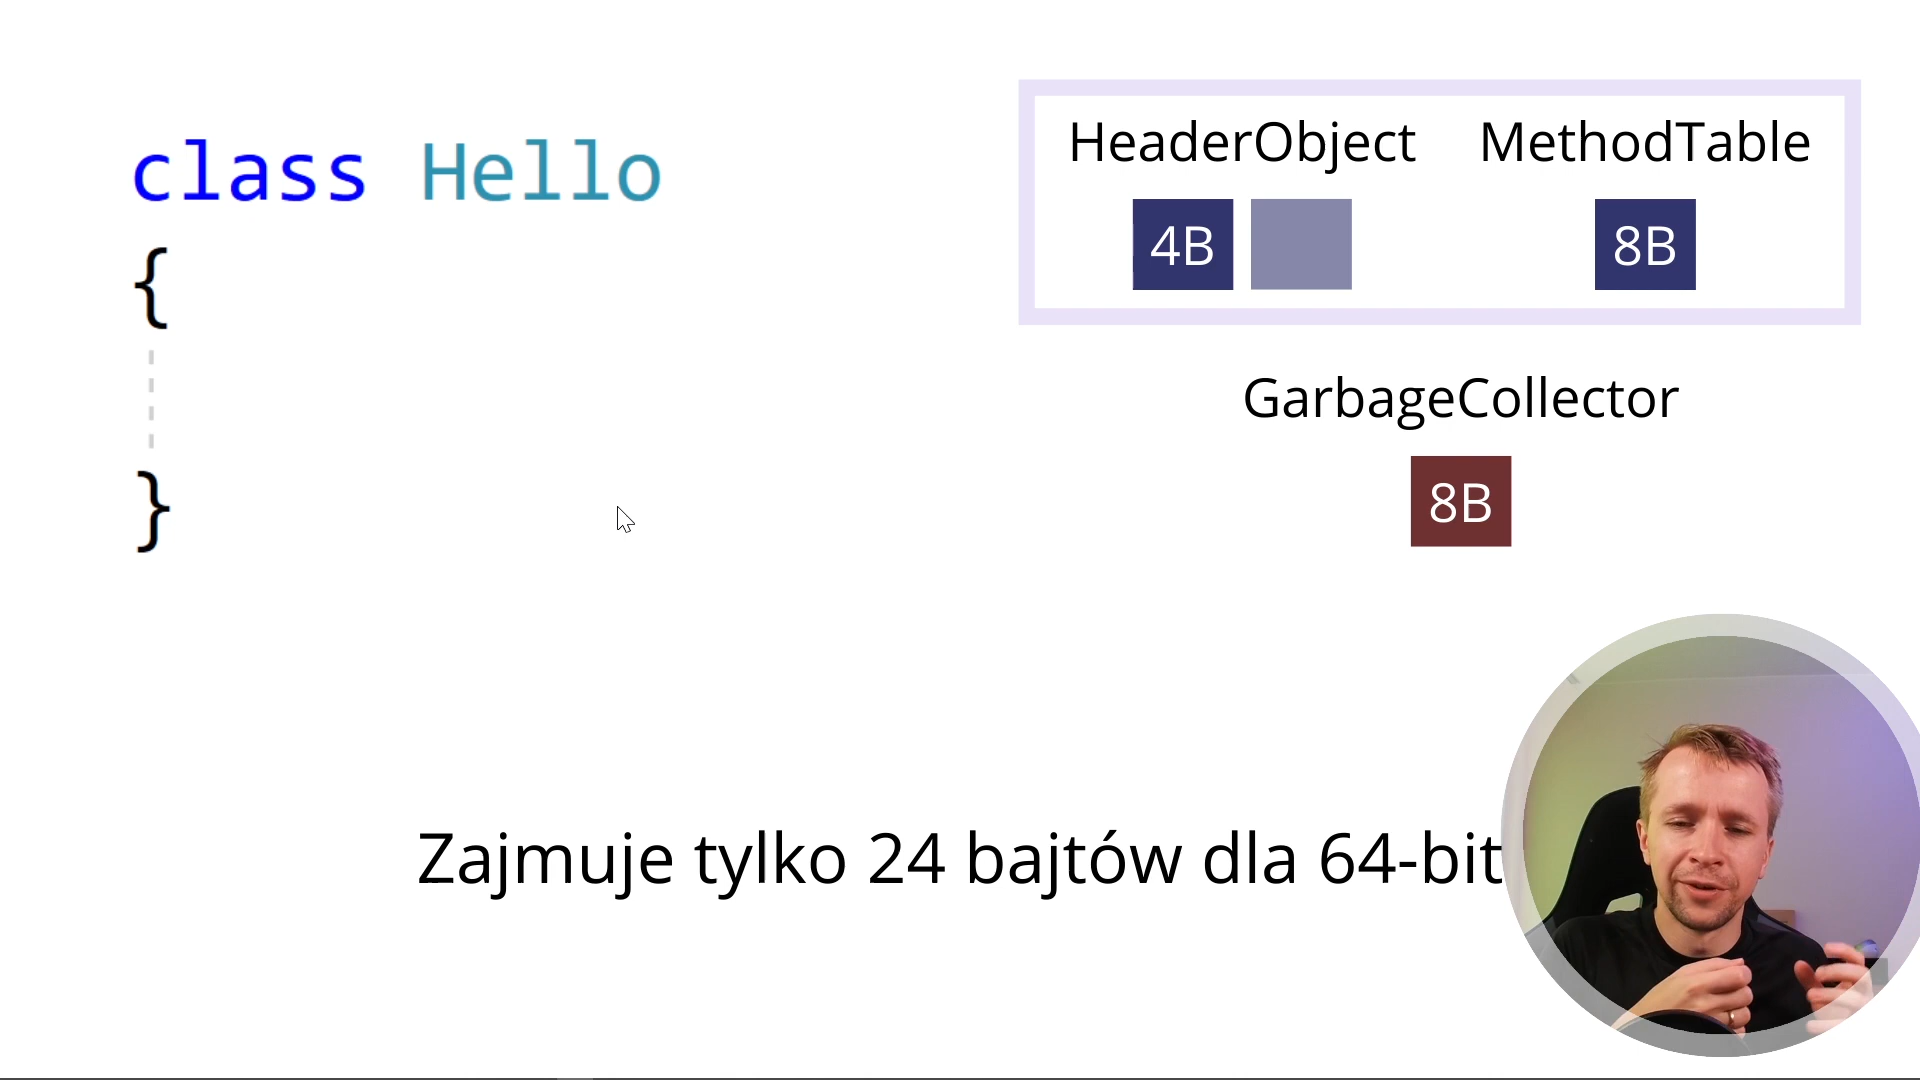 class Hello
{
}
HeaderObject MethodTable
4B 8B
GarbageCollector
8B
Zajmuje tylko 24 bajtów dla 64-bit